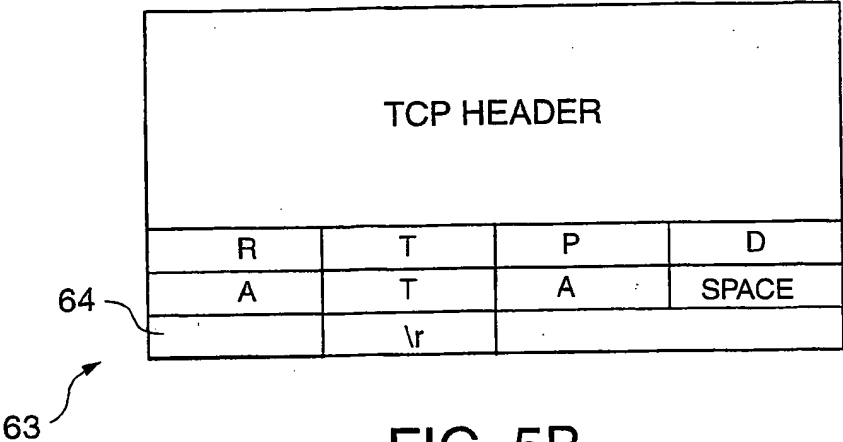 TCP HEADER
R T P D
A T A SPACE
64
\r
63
FIG. 5B